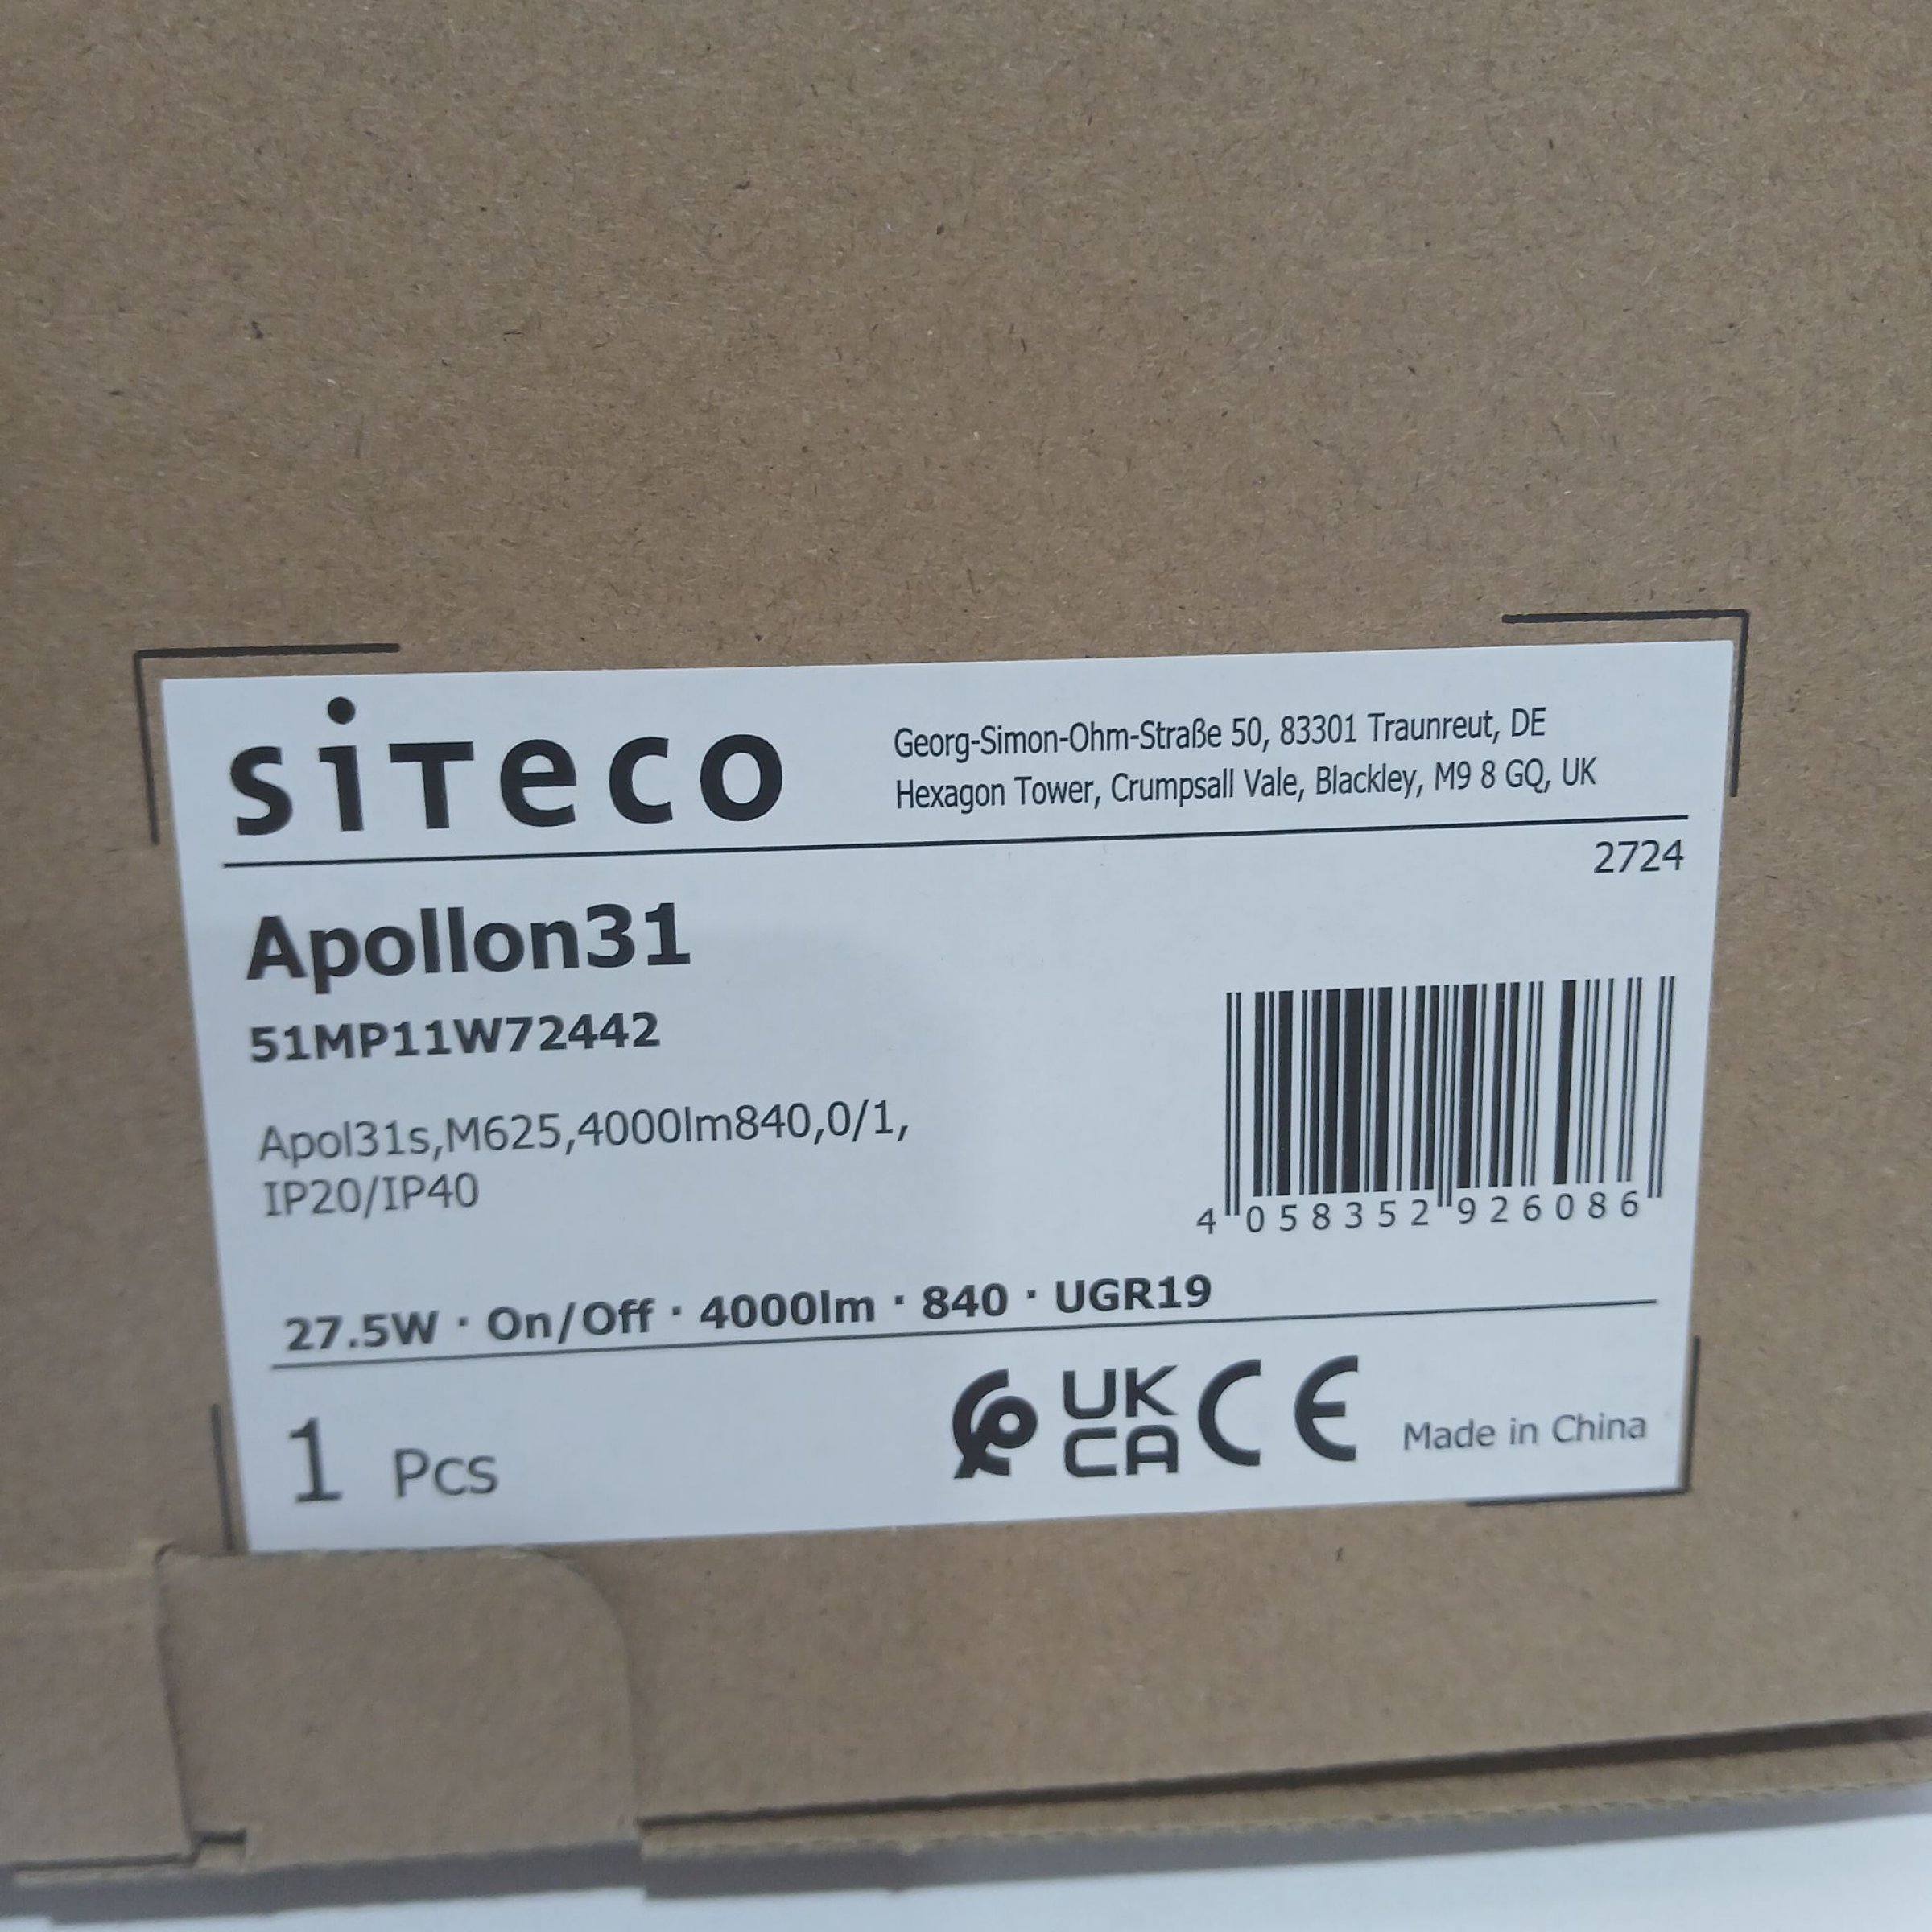 siteco
Georg-Simon-Ohm-Straße 50, 83301 Traunreut, DE
Hexagon Tower, Crumpsall Vale, Blackley, M9 8 GQ, UK
2724
Apollon31
51MP11W72442
Apol31s,M625,4000lm840,0/1,
IP20/IP40
4 058352 926086
27.5W · On/Off · 4000lm · 840 · UGR19
1 Pcs
UK
CA
CE
Made in China